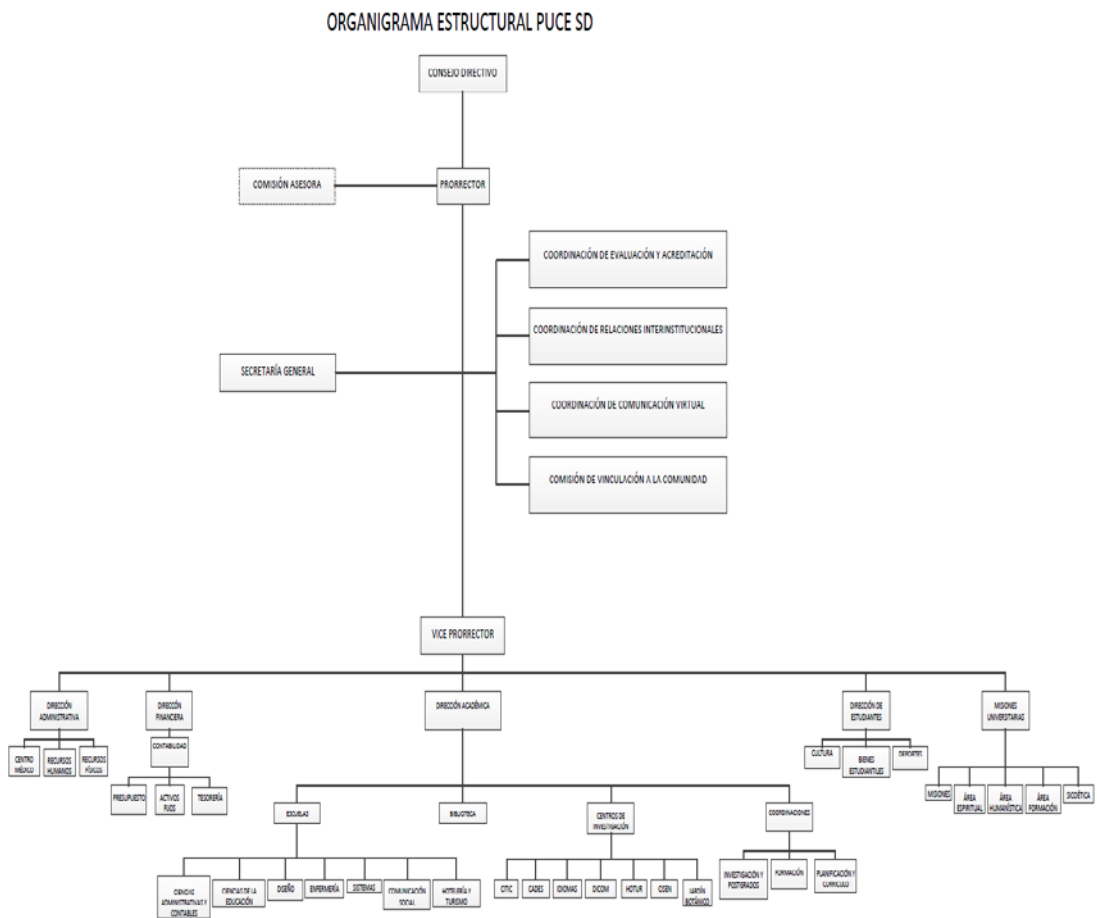 ORGANIGRAMA ESTRUCTURAL PUCE SD
CONSEJO DIRECTIVO
COMISIÓN ASESORA
PRORRECTOR
COORDINACIÓN DE EVALUACIÓN Y ACREDITACIÓN
COORDINACIÓN DE RELACIONES INTERINSTITUCIONALES
SECRETARÍA GENERAL
COORDINACIÓN DE COMUNICACIÓN VIRTUAL
COMISIÓN DE VINCULACIÓN A LA COMUNIDAD
VICE PRORRECTOR
DIRECCIÓN
ADMINISTRATIVA
DIRECCIÓN
FINANCIERA
DIRECCIÓN ACADÉMICA
DIRECCIÓN DE
ESTUDIANTES
MISIONES
UNIVERSITARIAS
CENTRO
MÉDICO
RECURSOS
HUMANOS
RECURSOS
FÍSICOS
CONTABILIDAD
CULTURA
BIENES
ESTUDIANTILES
DEPORTES
PRESUPUESTO
ACTIVOS
FIJOS
TESORERÍA
MISIONES
ÁREA
ESPIRITUAL
ÁREA
HUMANÍSTICA
ÁREA
FORMACIÓN
ESCUELAS
BIBLIOTECA
CENTROS DE
INVESTIGACIÓN
COORDINACIONES
CIENCIAS
ADMINISTRATIVAS Y
CONTABLES
CIENCIAS DE LA
EDUCACIÓN
DISEÑO
ENFERMERÍA
SISTEMAS
COMUNICACIÓN
SOCIAL
HOTELERÍA Y
TURISMO
CITIC
CADES
IDIOMAS
DICOM
HOTUR
CISEN
JARDÍN
BOTÁNICO
INVESTIGACIÓN Y
POSTGRADOS
FORMACIÓN
PLANIFICACIÓN Y
CURRÍCULO